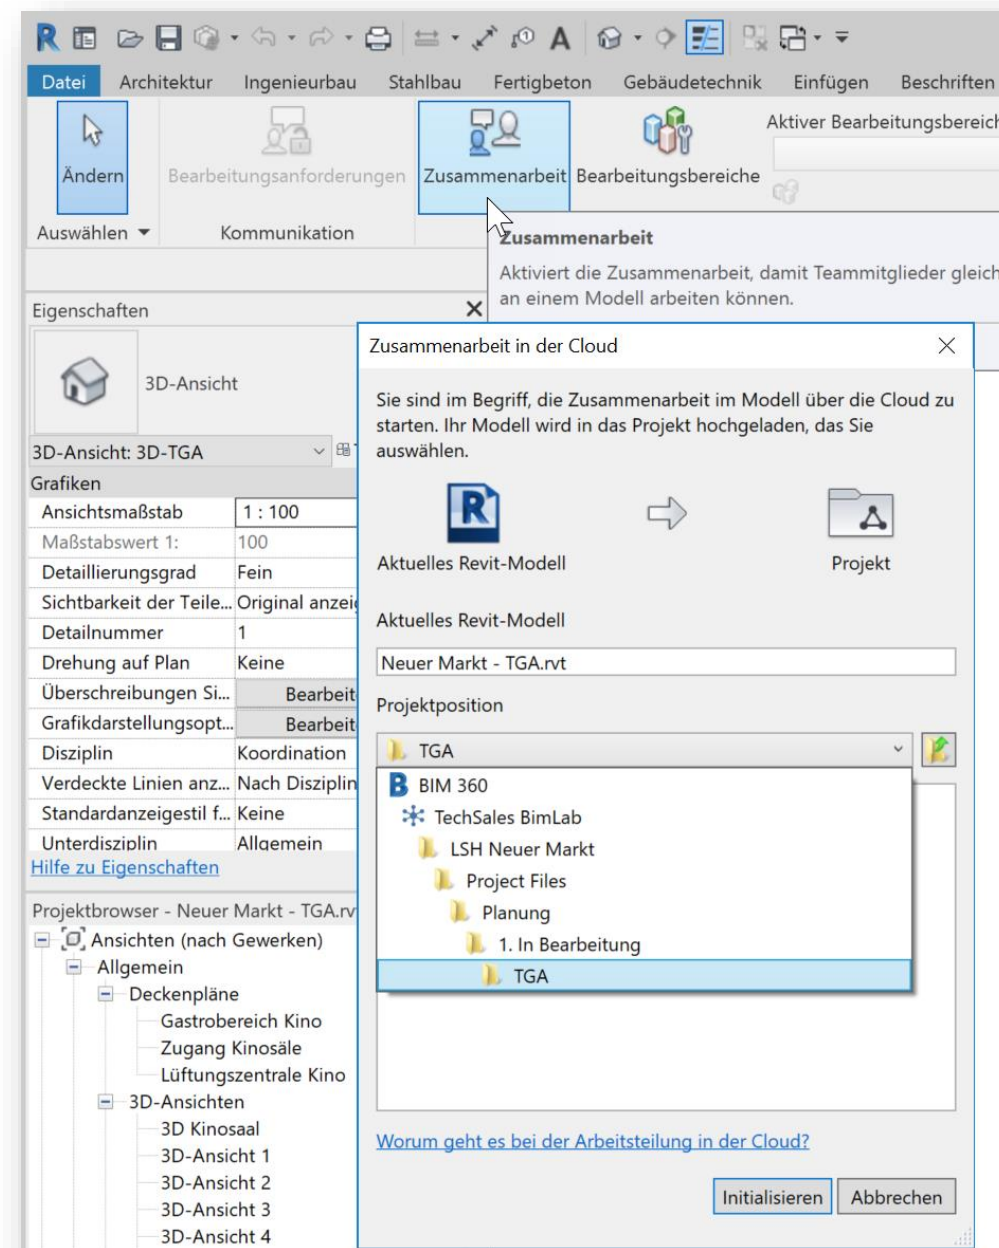 Datei Architektur Ingenieurbau Stahlbau Fertigbeton Gebäudetechnik Einfügen Beschriften
Aktiver Bearbeitungsbereich
Ändern Bearbeitungsanforderungen Zusammenarbeit Bearbeitungsbereiche
Auswählen Kommunikation
Zusammenarbeit
Aktiviert die Zusammenarbeit, damit Teammitglieder gleich
an einem Modell arbeiten können.
Eigenschaften
3D-Ansicht
3D-Ansicht: 3D-TGA
Grafiken
Ansichtsmaßstab 1 : 100
Maßstabswert 1: 100
Detaillierungsgrad Fein
Sichtbarkeit der Teile... Original anzei
Detailnummer 1
Drehung auf Plan Keine
Überschreibungen Si... Bearbeit
Grafikdarstellungsopt... Bearbeit
Disziplin Koordination
Verdeckte Linien anz... Nach Disziplin
Standardanzeigestil f... Keine
Unterdisziplin Allgemein
Hilfe zu Eigenschaften
Projektbrowser - Neuer Markt - TGA.rv
Ansichten (nach Gewerken)
Allgemein
Deckenpläne
Gastrobereich Kino
Zugang Kinosäle
Lüftungszentrale Kino
3D-Ansichten
3D Kinosaal
3D-Ansicht 1
3D-Ansicht 2
3D-Ansicht 3
3D-Ansicht 4
Zusammenarbeit in der Cloud
Sie sind im Begriff, die Zusammenarbeit im Modell über die Cloud zu
starten. Ihr Modell wird in das Projekt hochgeladen, das Sie
auswählen.
Aktuelles Revit-Modell Projekt
Aktuelles Revit-Modell
Neuer Markt - TGA.rvt
Projektposition
TGA
BIM 360
TechSales BimLab
LSH Neuer Markt
Project Files
Planung
1. In Bearbeitung
TGA
Worum geht es bei der Arbeitsteilung in der Cloud?
Initialisieren Abbrechen